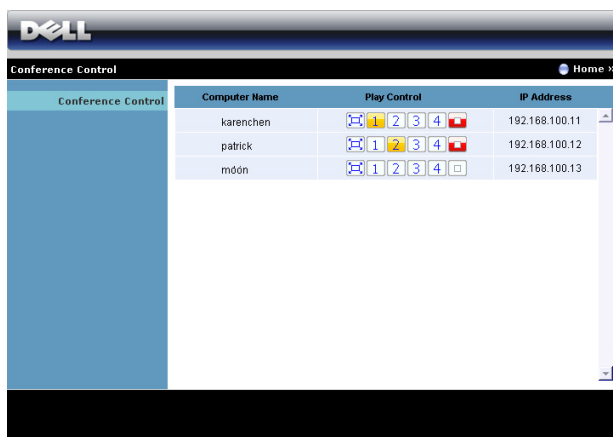 DELL
Conference Control
Home »
Conference Control
Computer Name Play Control IP Address
karenchen 1 2 3 4 192.168.100.11
patrick 1 2 3 4 192.168.100.12
móón 1 2 3 4 192.168.100.13